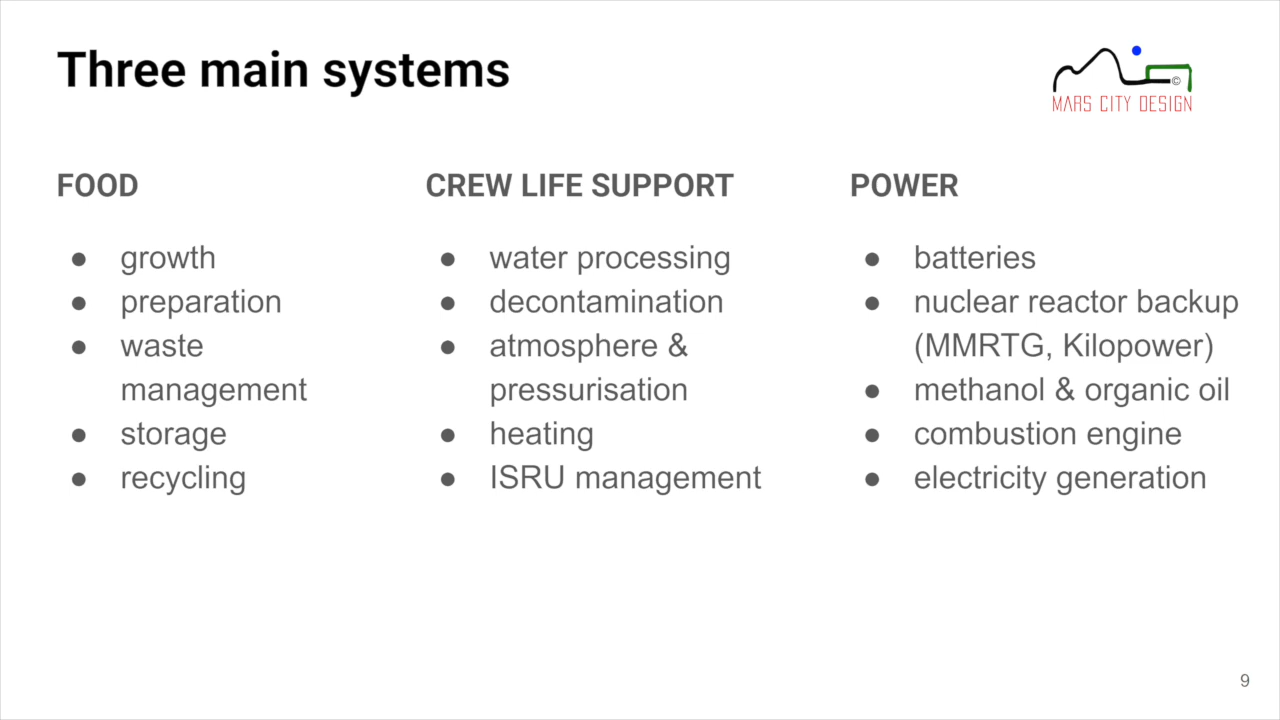 Three main systems
©
MARS CITY DESIGN
FOOD
● growth
● preparation
● waste
management
● storage
● recycling
CREW LIFE SUPPORT
● water processing
● decontamination
● atmosphere &
pressurisation
● heating
● ISRU management
POWER
● batteries
● nuclear reactor backup
(MMRTG, Kilopower)
● methanol & organic oil
● combustion engine
● electricity generation
9